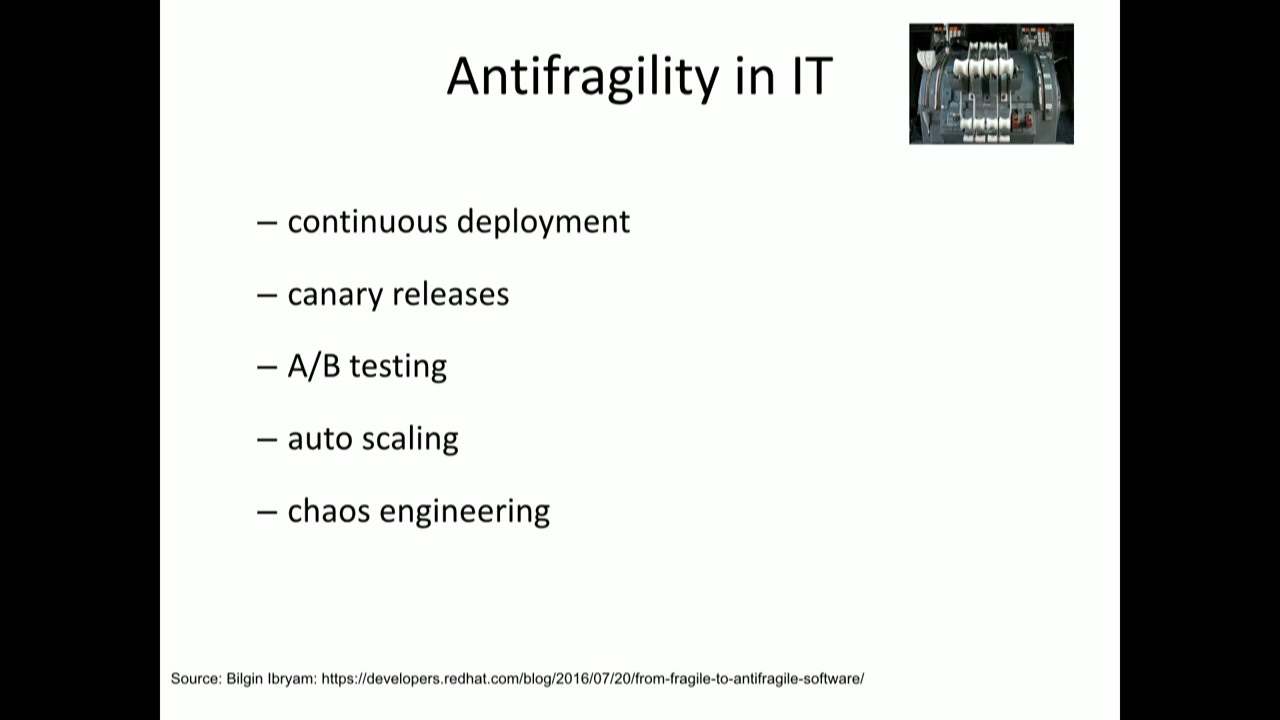 Antifragility in IT
– continuous deployment
– canary releases
– A/B testing
– auto scaling
– chaos engineering
Source: Bilgin Ibryam: https://developers.redhat.com/blog/2016/07/20/from-fragile-to-antifragile-software/